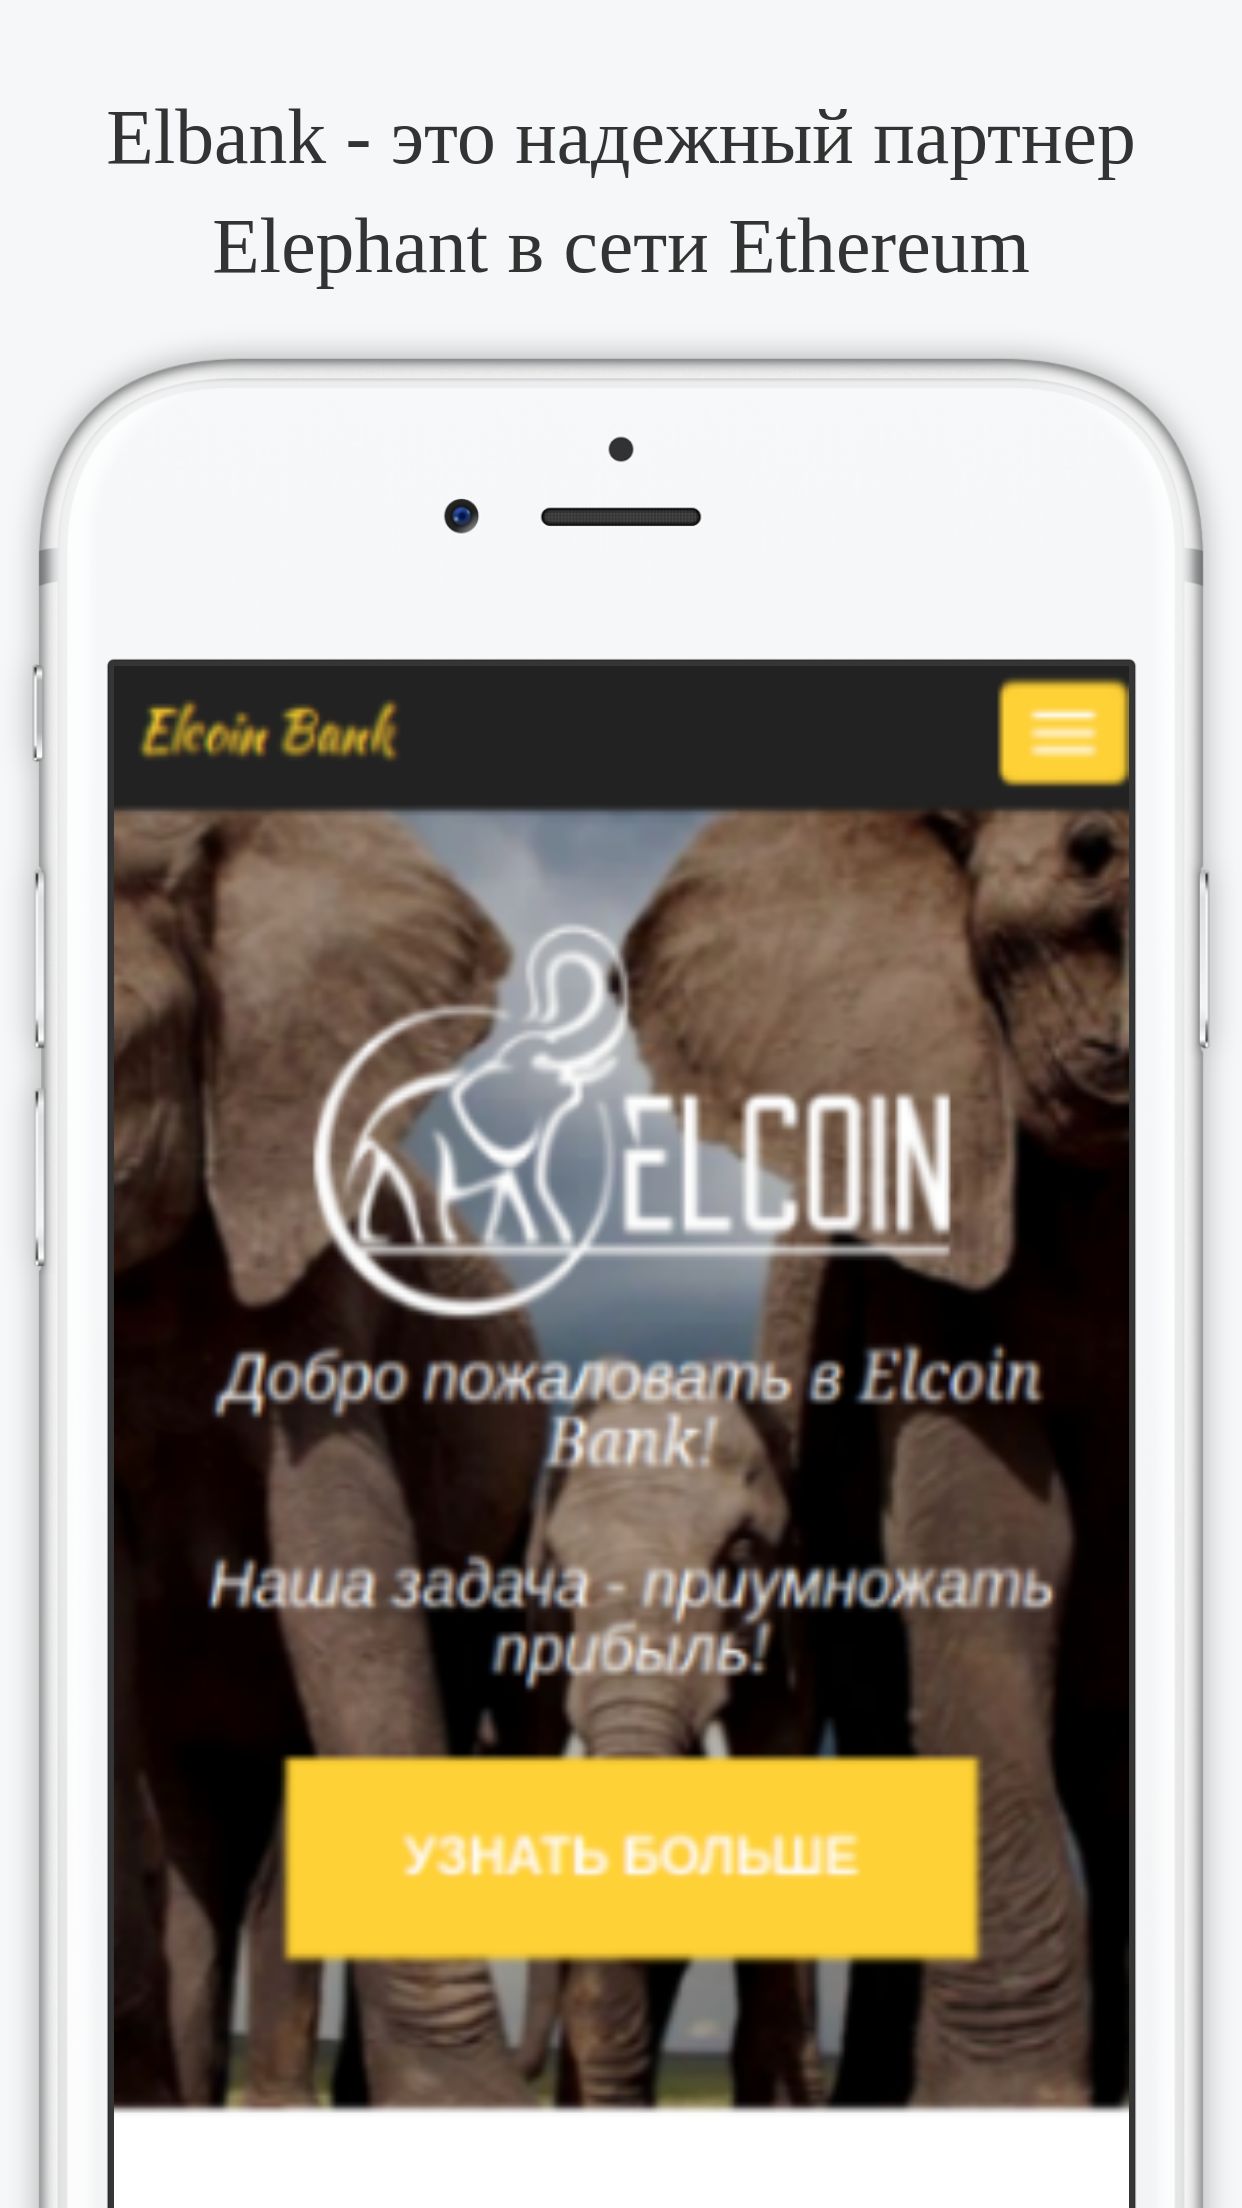 Elbank - это надежный партнер
Elephant в сети Ethereum
Elcoin Bank
ELCOIN
Добро пожаловать в Elcoin
Bank!
Наша задача - приумножать
прибыль!
УЗНАТЬ БОЛЬШЕ